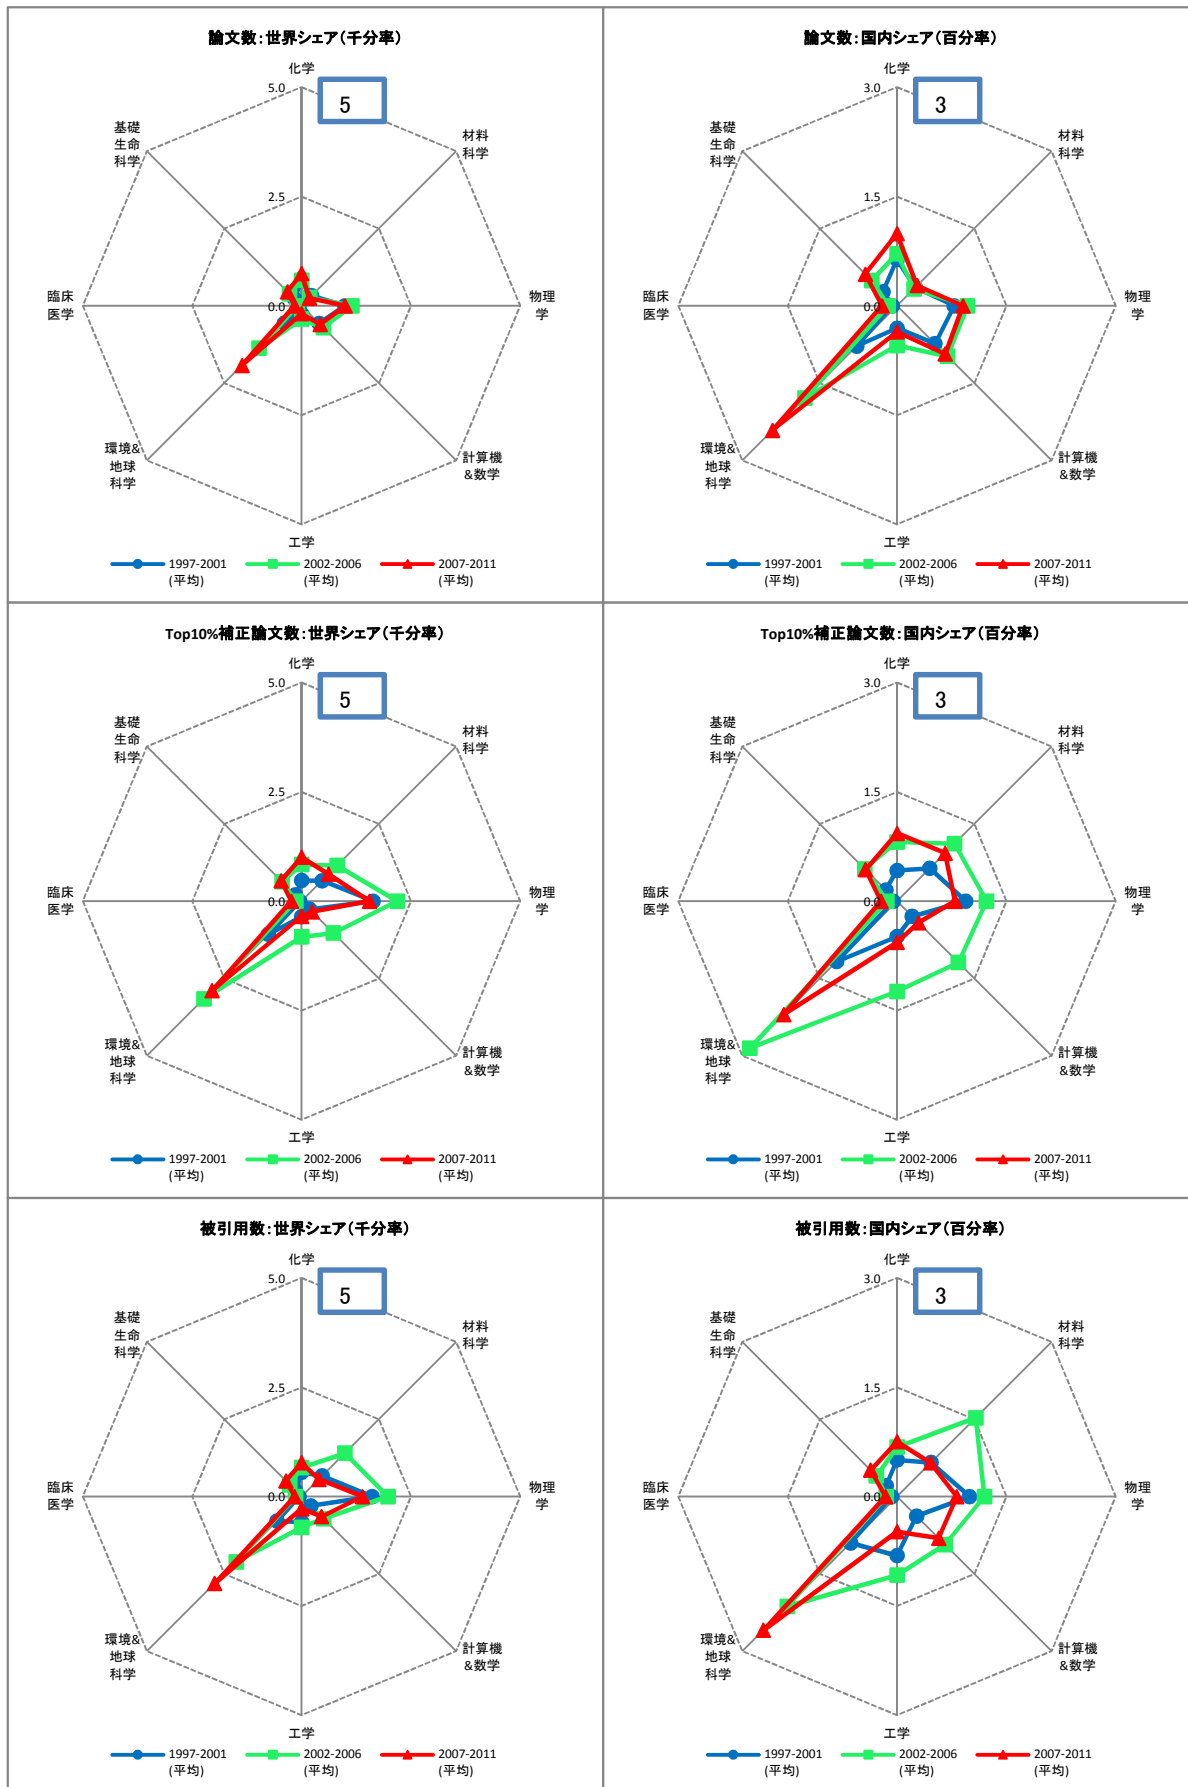 論文数：世界シェア（千分率）
化学
5.0
5
基礎
生命
科学
材料
科学
2.5
臨床
医学
0.0
物理
学
環境&
地球
科学
計算機
&数学
工学
1997-2001
(平均)
2002-2006
(平均)
2007-2011
(平均)
論文数：国内シェア（百分率）
化学
3.0
3
基礎
生命
科学
材料
科学
1.5
臨床
医学
0.0
物理
学
環境&
地球
科学
計算機
&数学
工学
1997-2001
(平均)
2002-2006
(平均)
2007-2011
(平均)
Top10%補正論文数：世界シェア（千分率）
化学
5.0
5
基礎
生命
科学
材料
科学
2.5
臨床
医学
0.0
物理
学
環境&
地球
科学
計算機
&数学
工学
1997-2001
(平均)
2002-2006
(平均)
2007-2011
(平均)
Top10%補正論文数：国内シェア（百分率）
化学
3.0
3
基礎
生命
科学
材料
科学
1.5
臨床
医学
0.0
物理
学
環境&
地球
科学
計算機
&数学
工学
1997-2001
(平均)
2002-2006
(平均)
2007-2011
(平均)
被引用数：世界シェア（千分率）
化学
5.0
5
基礎
生命
科学
材料
科学
2.5
臨床
医学
0.0
物理
学
環境&
地球
科学
計算機
&数学
工学
1997-2001
(平均)
2002-2006
(平均)
2007-2011
(平均)
被引用数：国内シェア（百分率）
化学
3.0
3
基礎
生命
科学
材料
科学
1.5
臨床
医学
0.0
物理
学
環境&
地球
科学
計算機
&数学
工学
1997-2001
(平均)
2002-2006
(平均)
2007-2011
(平均)